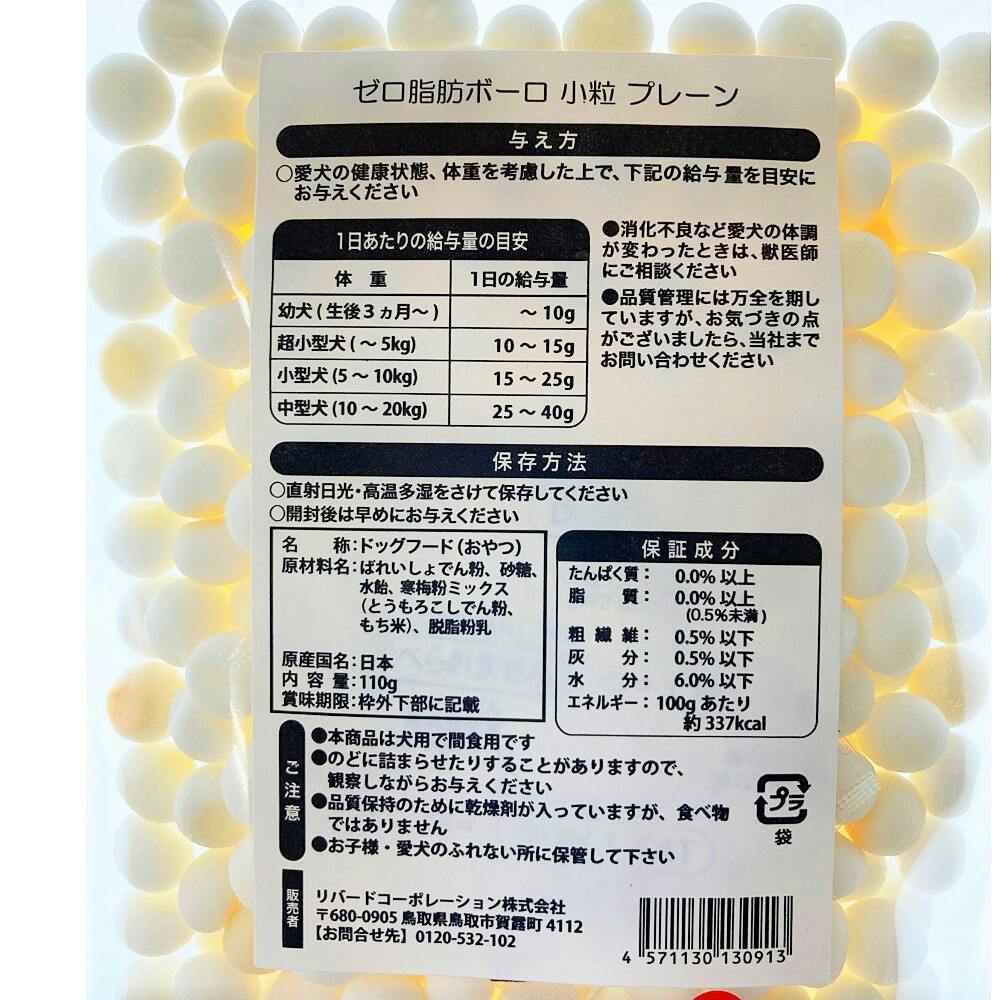 ゼロ脂肪ボーロ 小粒 プレーン
与え方
○愛犬の健康状態、体重を考慮した上で、下記の給与量を目安に
お与えください
1日あたりの給与量の目安
体 重 1日の給与量
幼犬 ( 生後３ヵ月～ ) ～ 10g
超小型犬 ( ～ 5kg) 10 ～ 15g
小型犬 (5 ～ 10kg) 15 ～ 25g
中型犬 (10 ～ 20kg) 25 ～ 40g
●消化不良など愛犬の体調
が変わったときは、獣医師
にご相談ください
●品質管理には万全を期し
ていますが、お気づきの点
がございましたら、当社まで
お問い合わせください
保存方法
○直射日光・高温多湿をさけて保存してください
○開封後は早めにお与えください
名 称：ドッグフード（おやつ）
原材料名：ばれいしょでん粉、砂糖、
水飴、寒梅粉ミックス
（とうもろこしでん粉、
もち米）、脱脂粉乳
原産国名：日本
内 容 量：110g
賞味期限：枠外下部に記載
保証成分
たんぱく質： 0.0% 以上
脂 質： 0.0% 以上
(0.5%未満)
粗 繊 維： 0.5% 以下
灰 分： 0.5% 以下
水 分： 6.0% 以下
エネルギー： 100g あたり
約 337kcal
ご注意
●本商品は犬用で間食用です
●のどに詰まらせたりすることがありますので、
観察しながらお与えください
●品質保持のために乾燥剤が入っていますが、食べ物
ではありません
●お子様・愛犬のふれない所に保管して下さい
プラ
袋
販売者
リバードコーポレーション株式会社
〒680-0905 鳥取県鳥取市賀露町 4112
【お問合せ先】0120-532-102
4 571130 130913